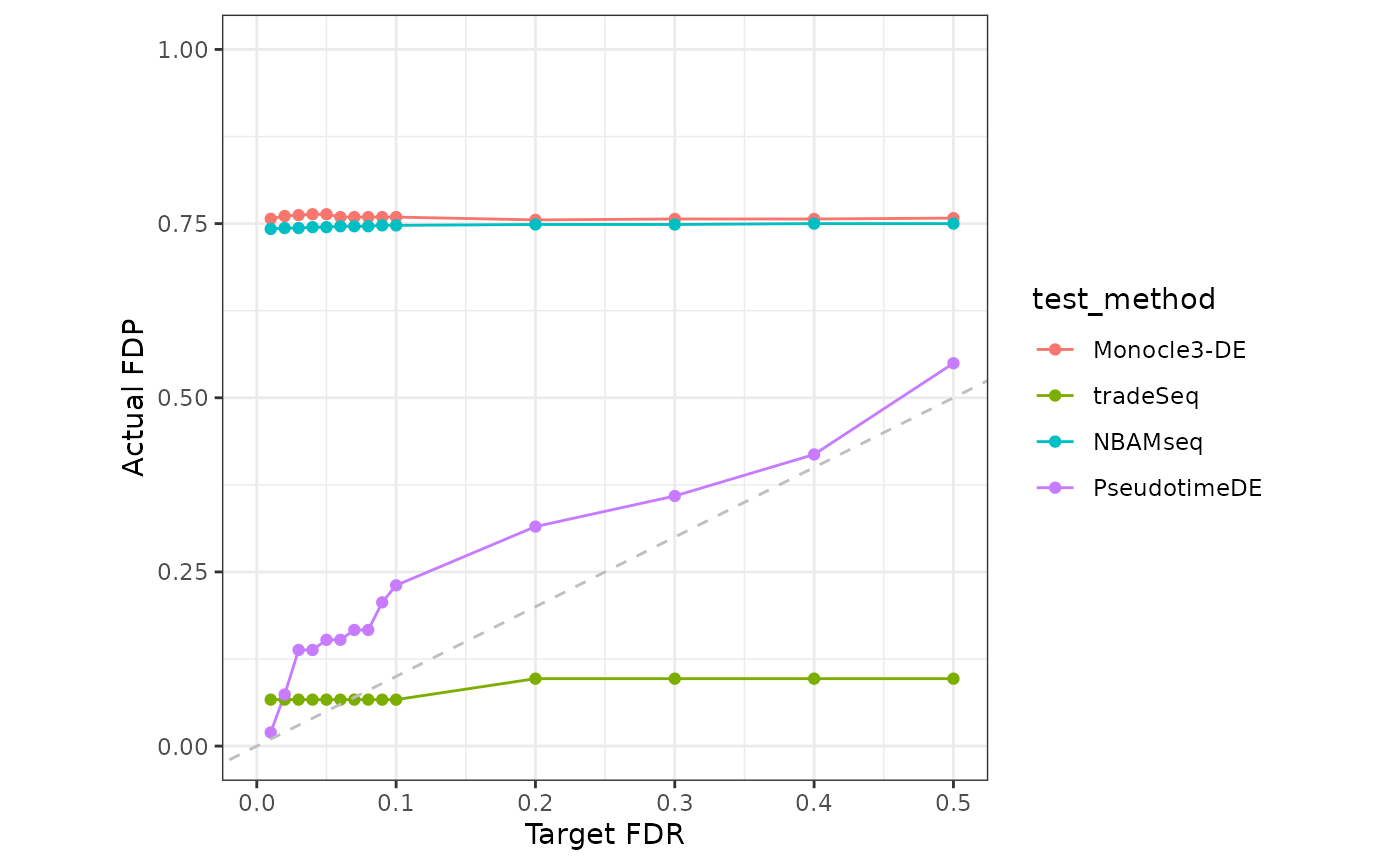 1.00
0.75
0.50
0.25
0.00
Actual FDP
0.0 0.1 0.2 0.3 0.4 0.5
Target FDR
test_method
Monocle3-DE
tradeSeq
NBAMseq
PseudotimeDE